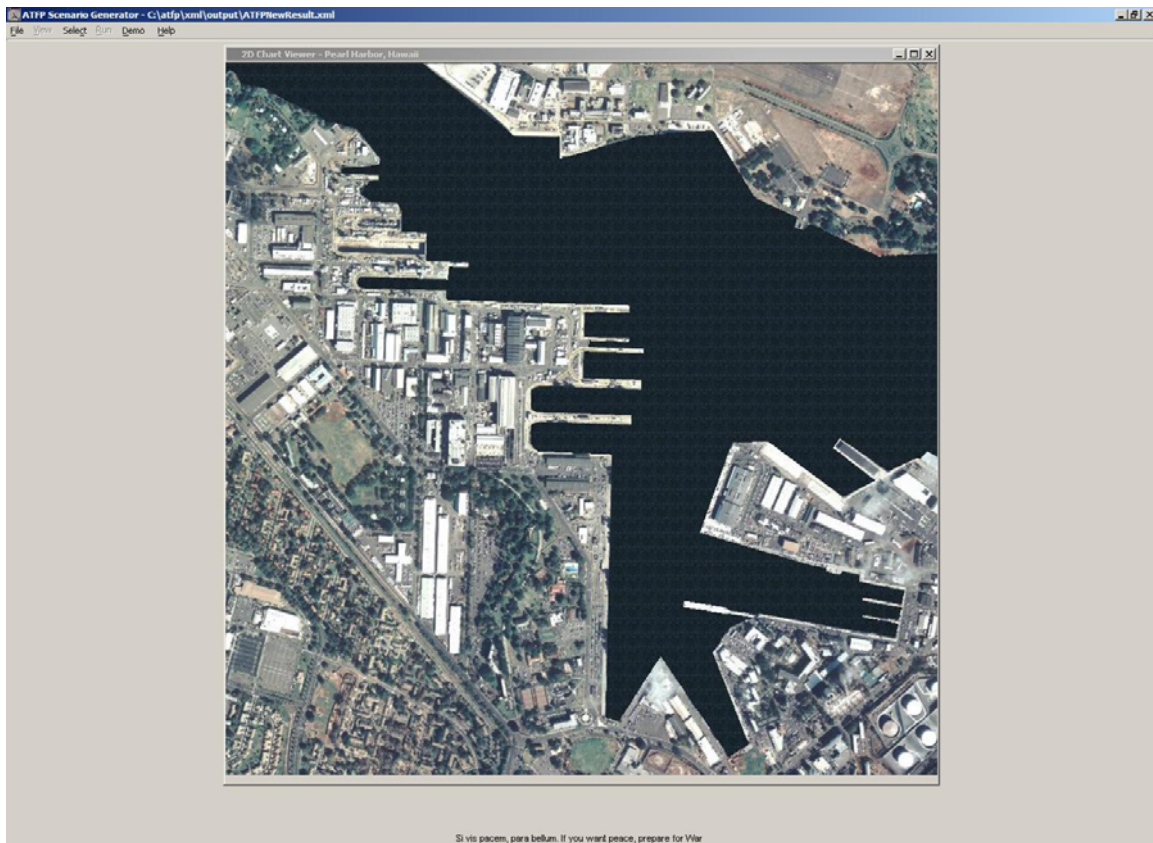 ATFP Scenario Generator - C:\atfp\xml\output\ATFPNewResult.xml
File View Select Run Demo Help
2D Chart Viewer - Pearl Harbor, Hawaii
Si vis pacem, para bellum. If you want peace, prepare for War